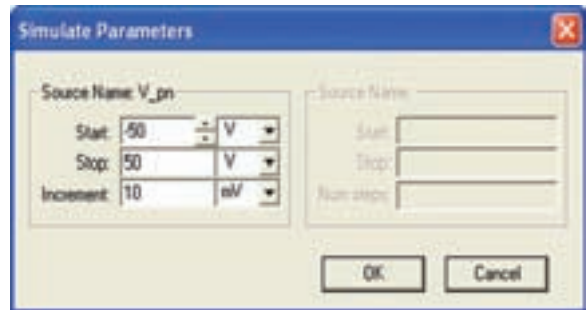 Simulate Parameters
Source Name: V_pn
Start: -50 V
Stop: 50 V
Increment: 10 mV
Source Name:
Start:
Stop:
Num steps:
OK
Cancel